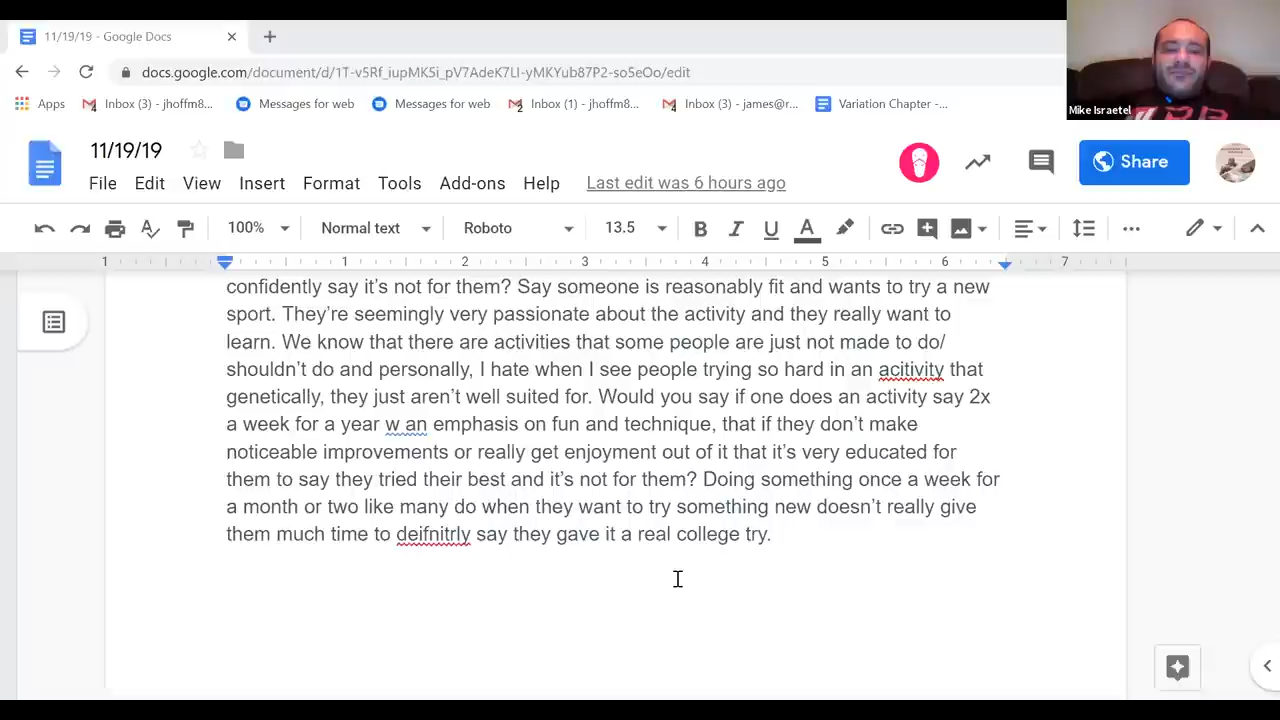 11/19/19 - Google Docs
docs.google.com/document/d/1T-v5Rf_iupMK5i_pV7AdeK7LI-yMKYub87P2-so5eOo/edit
Apps
Inbox (3) - jhoffm8...
Messages for web
Messages for web
Inbox (1) - jhoffm8...
Inbox (3) - james@r...
Variation Chapter -...
Mike Israetel
11/19/19
File Edit View Insert Format Tools Add-ons Help Last edit was 6 hours ago
Share
100% Normal text Roboto 13.5 B I U A
1 1 2 3 4 5 6 7
confidently say it's not for them? Say someone is reasonably fit and wants to try a new
sport. They're seemingly very passionate about the activity and they really want to
learn. We know that there are activities that some people are just not made to do/
shouldn't do and personally, I hate when I see people trying so hard in an acitivity that
genetically, they just aren't well suited for. Would you say if one does an activity say 2x
a week for a year w an emphasis on fun and technique, that if they don't make
noticeable improvements or really get enjoyment out of it that it's very educated for
them to say they tried their best and it's not for them? Doing something once a week for
a month or two like many do when they want to try something new doesn't really give
them much time to deifnitrly say they gave it a real college try.